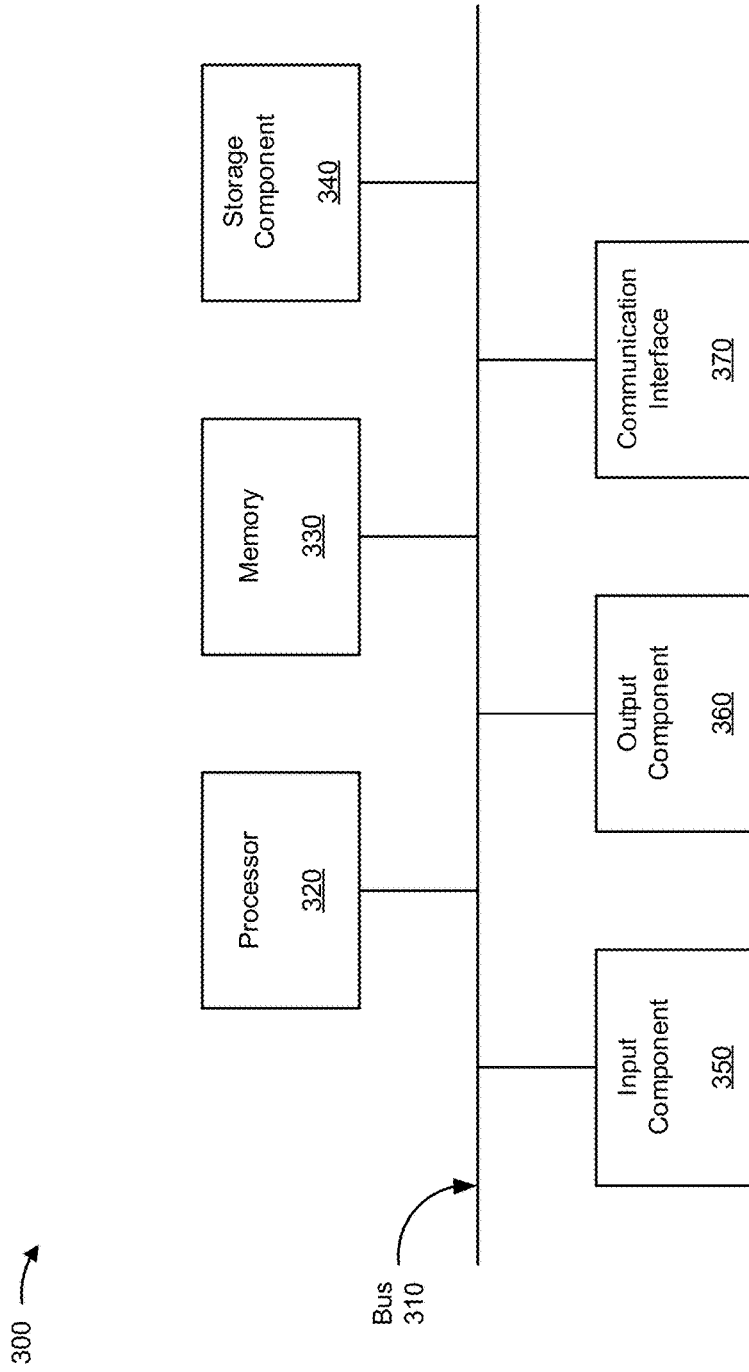 300
Processor
320
Memory
330
Storage
Component
340
Bus
310
Input
Component
350
Output
Component
360
Communication
Interface
370